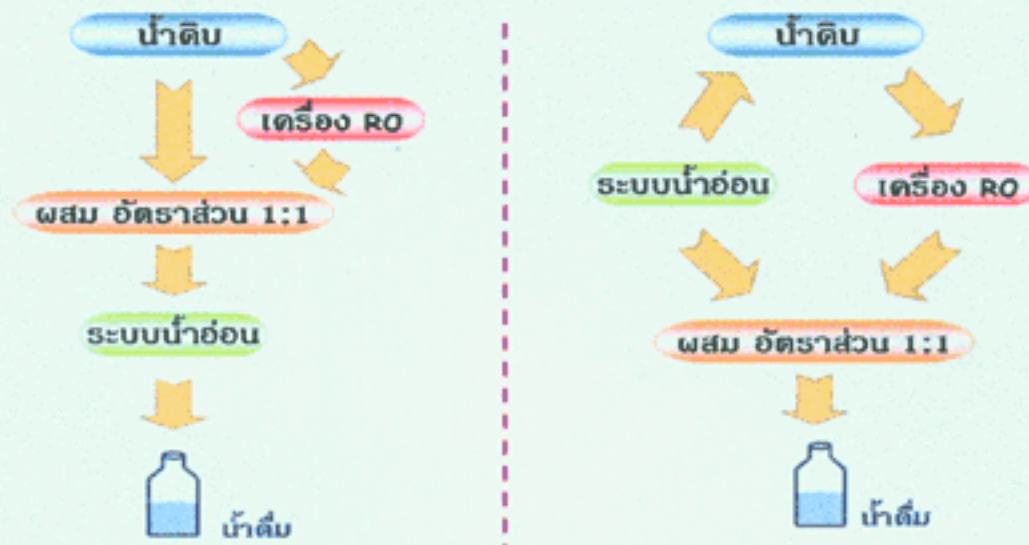 น้ำดิบ
เครื่อง RO
ผสม อัตราส่วน 1:1
ระบบน้ำอ่อน
น้ำดื่ม
น้ำดิบ
ระบบน้ำอ่อน
เครื่อง RO
ผสม อัตราส่วน 1:1
น้ำดื่ม